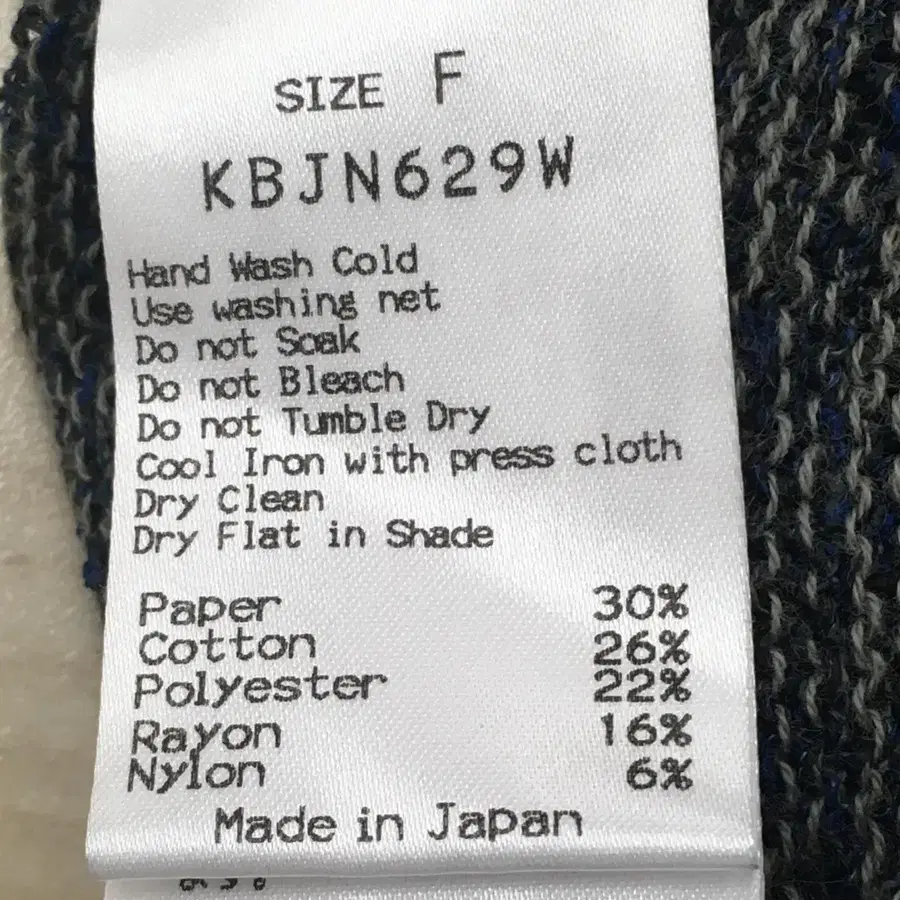 SIZE F
KBJN629W
Hand Wash Cold
Use washing net
Do not Soak
Do not Bleach
Do not Tumble Dry
Cool Iron with press cloth
Dry Clean
Dry Flat in Shade
Paper 30%
Cotton 26%
Polyester 22%
Rayon 16%
Nylon 6%
Made in Japan